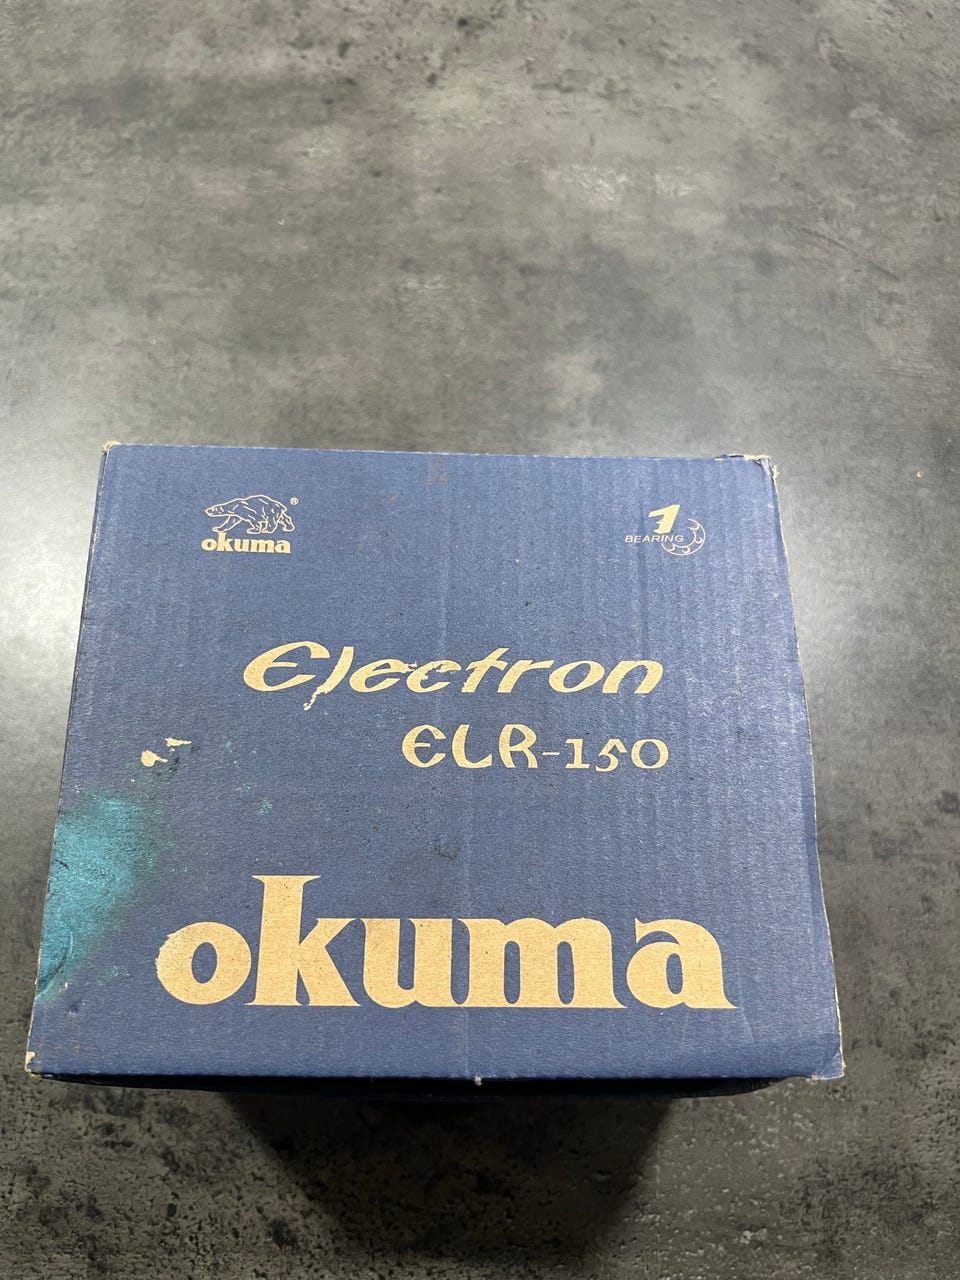 okuma®
1
BEARING
Electron
ELR-150
okuma